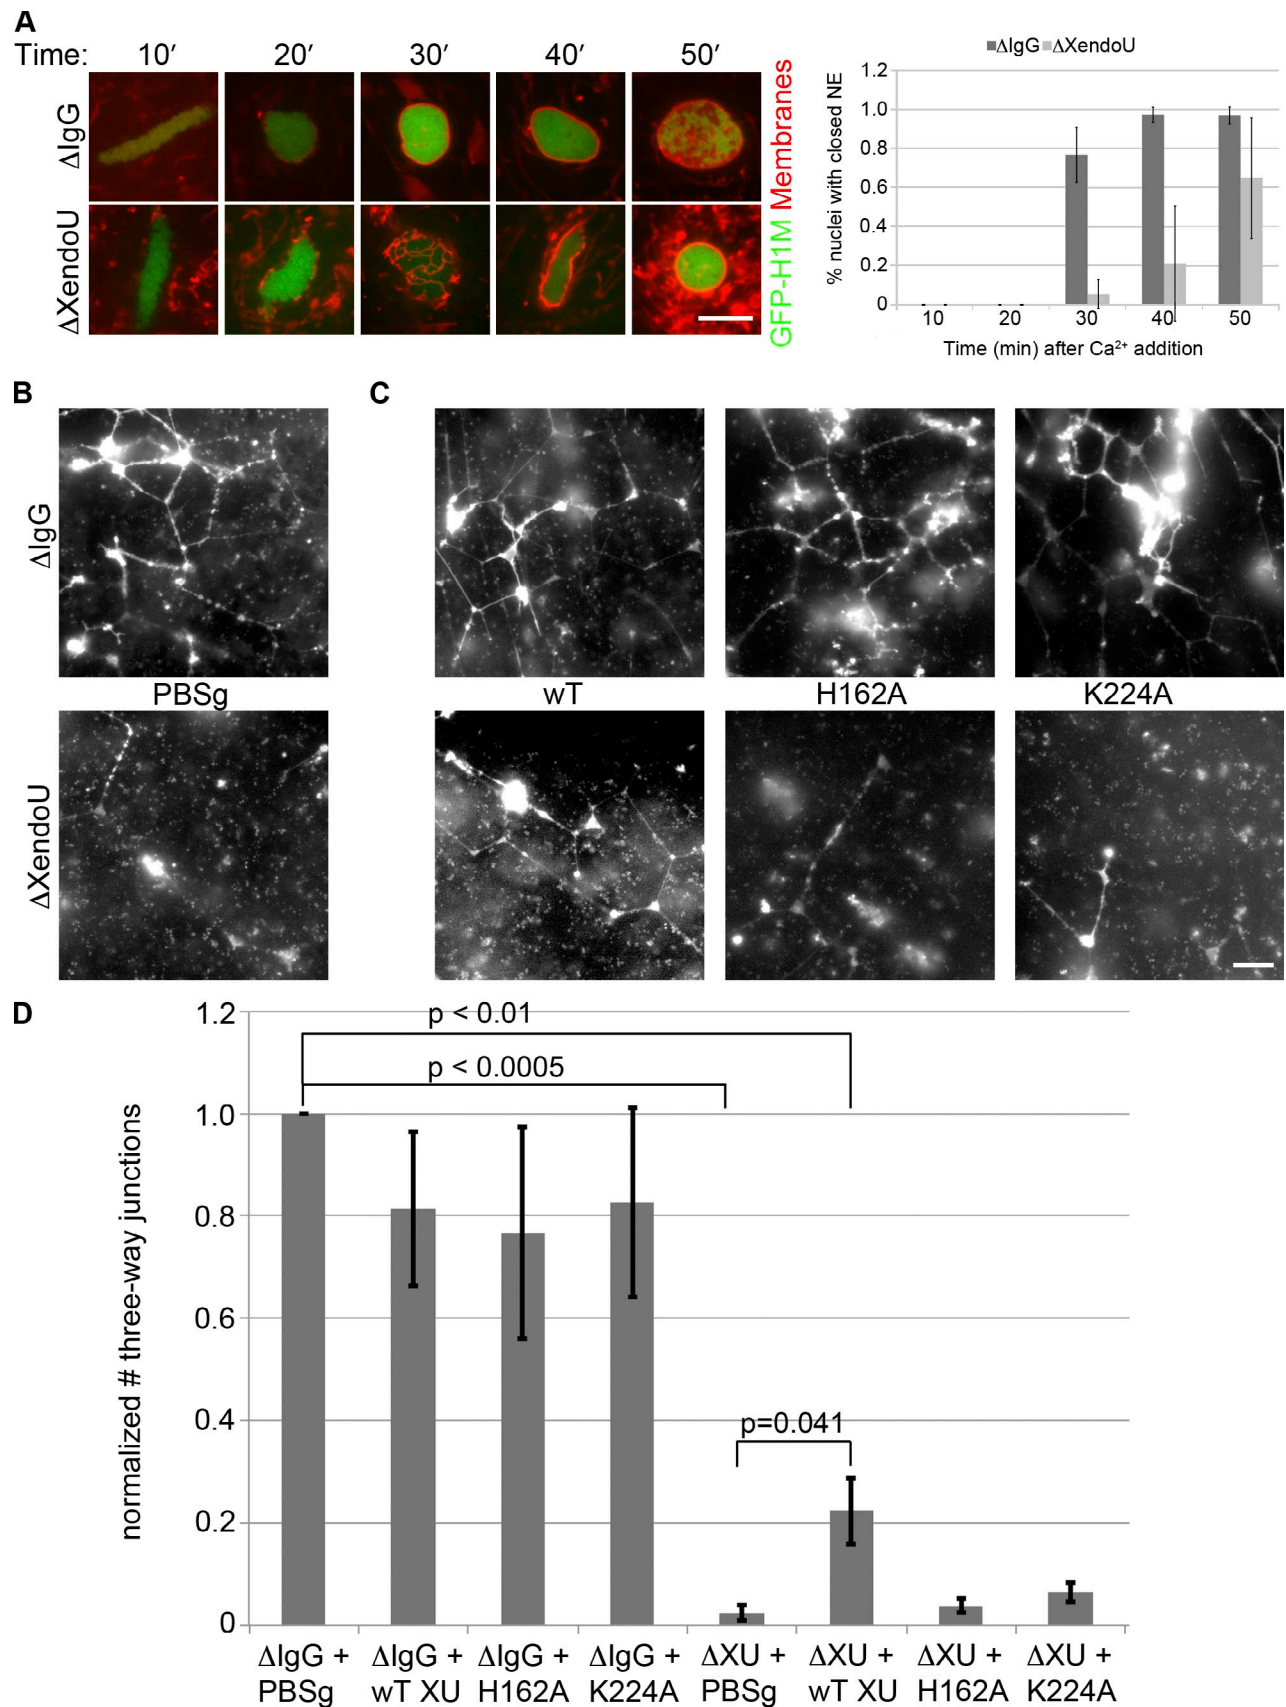 A
Time: 10′ 20′ 30′ 40′ 50′
ΔIgG
ΔXendoU
GFP-H1M Membranes
ΔIgG ΔXendoU
% nuclei with closed NE
1.2
1.0
0.8
0.6
0.4
0.2
0
10 20 30 40 50
Time (min) after Ca²⁺ addition
B
C
ΔIgG
PBSg
wT
H162A
K224A
ΔXendoU
D
normalized # three-way junctions
1.2
1.0
0.8
0.6
0.4
0.2
0
p < 0.01
p < 0.0005
p=0.041
ΔIgG +
PBSg
ΔIgG +
wT XU
ΔIgG +
H162A
ΔIgG +
K224A
ΔXU +
PBSg
ΔXU +
wT XU
ΔXU +
H162A
ΔXU +
K224A